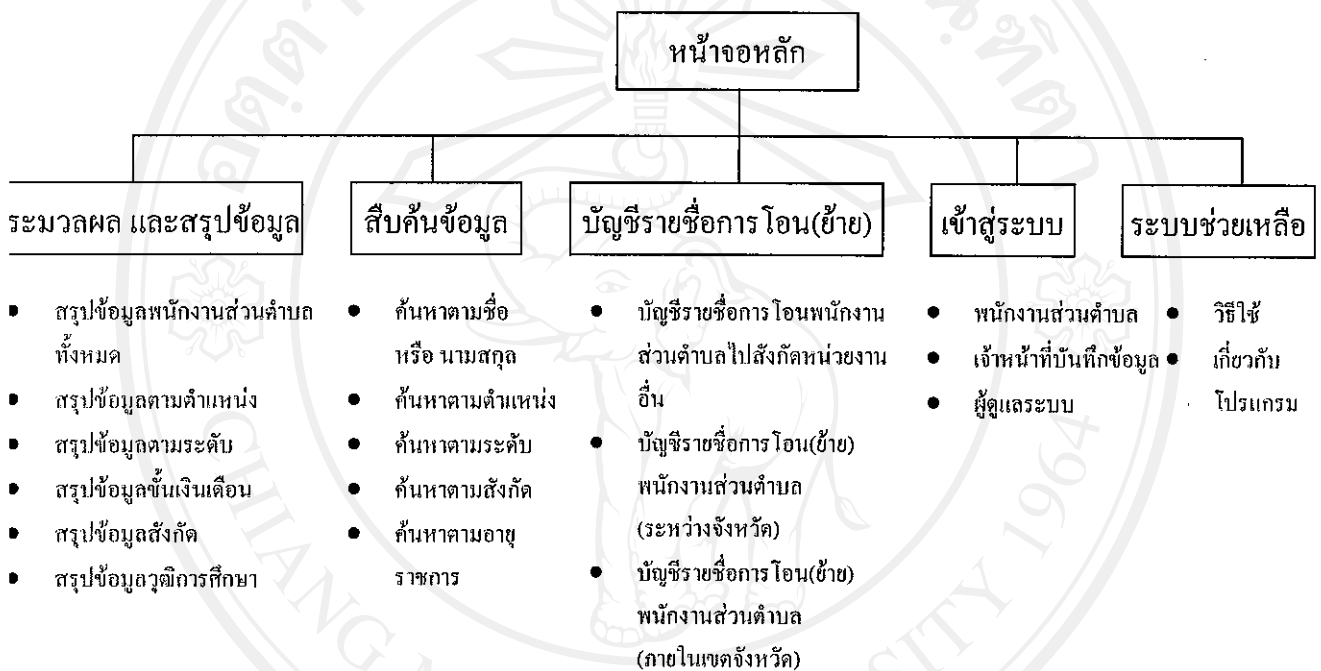 หน้าจอหลัก
ระมวลผล และสรุปข้อมูล
สืบค้นข้อมูล
บัญชีรายชื่อการโอน(ย้าย)
เข้าสู่ระบบ
ระบบช่วยเหลือ
• สรุปข้อมูลพนักงานส่วนตำบล
ทั้งหมด
• สรุปข้อมูลตามตำแหน่ง
• สรุปข้อมูลตามระดับ
• สรุปข้อมูลขั้นเงินเดือน
• สรุปข้อมูลสังกัด
• สรุปข้อมูลวุฒิการศึกษา
• ค้นหาตามชื่อ
หรือ นามสกุล
• ค้นหาตามตำแหน่ง
• ค้นหาตามระดับ
• ค้นหาตามสังกัด
• ค้นหาตามอายุ
ราชการ
• บัญชีรายชื่อการโอนพนักงาน
ส่วนตำบลไปสังกัดหน่วยงาน
อื่น
• บัญชีรายชื่อการโอน(ย้าย)
พนักงานส่วนตำบล
(ระหว่างจังหวัด)
• บัญชีรายชื่อการโอน(ย้าย)
พนักงานส่วนตำบล
(ภายในเขตจังหวัด)
• พนักงานส่วนตำบล
• เจ้าหน้าที่บันทึกข้อมูล
• ผู้ดูแลระบบ
• วิธีใช้
• เกี่ยวกับ
โปรแกรม
CHIANG
SITY 1964